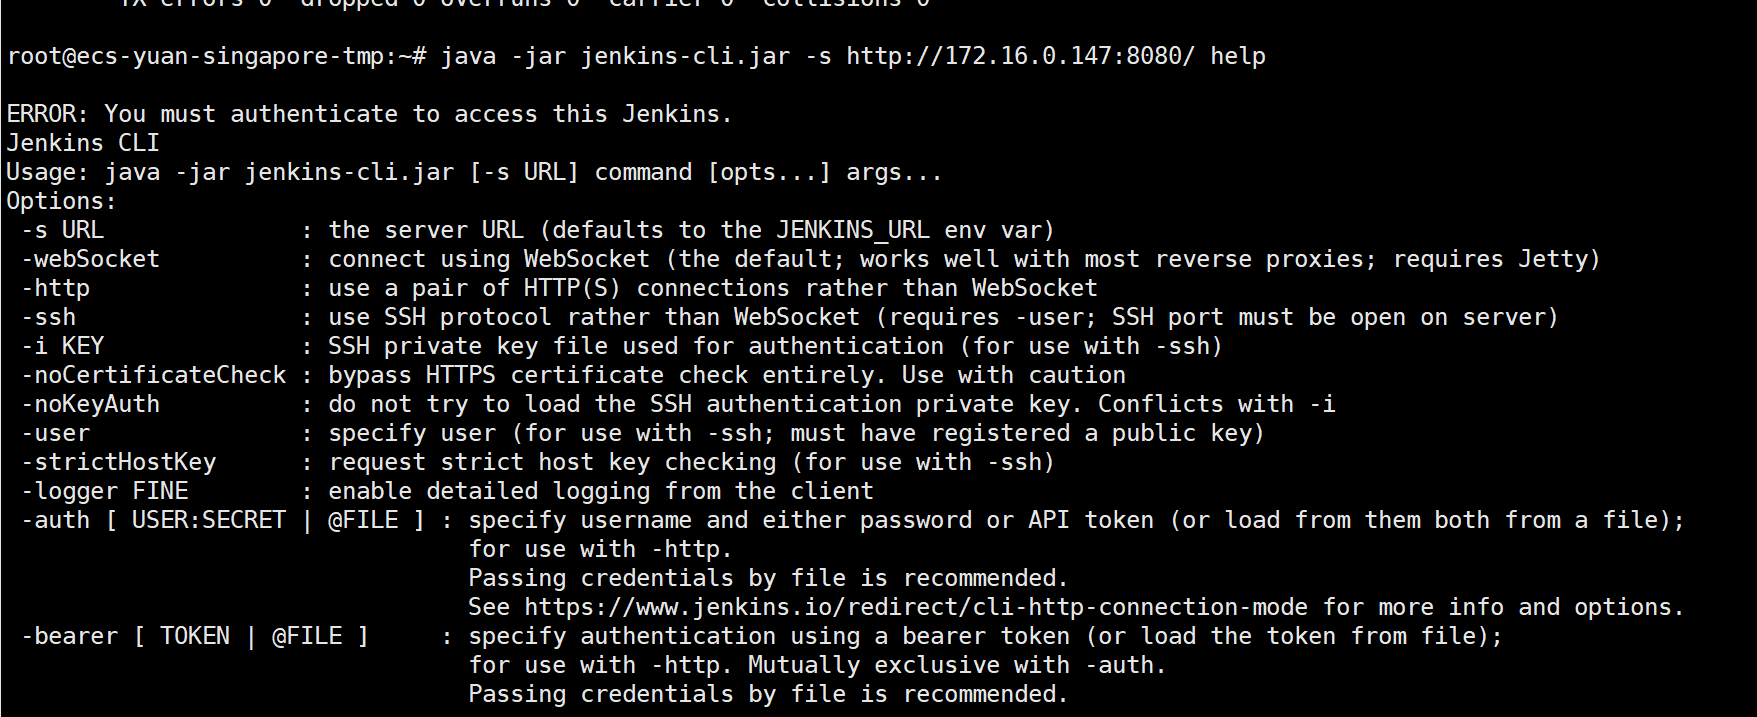 TX errors 0  dropped 0 overruns 0  carrier 0  collisions 0
root@ecs-yuan-singapore-tmp:~# java -jar jenkins-cli.jar -s http://172.16.0.147:8080/ help
ERROR: You must authenticate to access this Jenkins.
Jenkins CLI
Usage: java -jar jenkins-cli.jar [-s URL] command [opts...] args...
Options:
 -s URL              : the server URL (defaults to the JENKINS_URL env var)
 -webSocket          : connect using WebSocket (the default; works well with most reverse proxies; requires Jetty)
 -http               : use a pair of HTTP(S) connections rather than WebSocket
 -ssh                : use SSH protocol rather than WebSocket (requires -user; SSH port must be open on server)
 -i KEY              : SSH private key file used for authentication (for use with -ssh)
 -noCertificateCheck : bypass HTTPS certificate check entirely. Use with caution
 -noKeyAuth          : do not try to load the SSH authentication private key. Conflicts with -i
 -user               : specify user (for use with -ssh; must have registered a public key)
 -strictHostKey      : request strict host key checking (for use with -ssh)
 -logger FINE        : enable detailed logging from the client
 -auth [ USER:SECRET | @FILE ] : specify username and either password or API token (or load from them both from a file);
                                 for use with -http.
                                 Passing credentials by file is recommended.
                                 See https://www.jenkins.io/redirect/cli-http-connection-mode for more info and options.
 -bearer [ TOKEN | @FILE ]     : specify authentication using a bearer token (or load the token from file);
                                 for use with -http. Mutually exclusive with -auth.
                                 Passing credentials by file is recommended.